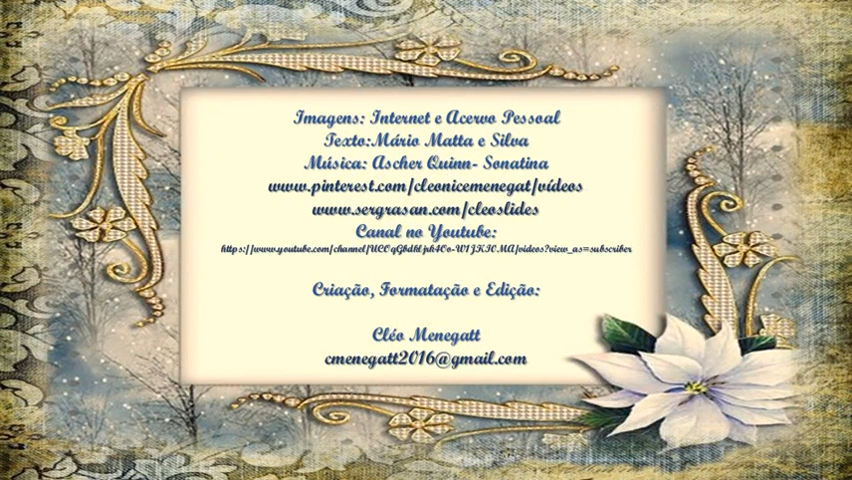 Imagens: Internet e Acervo Pessoal
Texto:Mário Matta e Silva
Música: Ascher Quinn- Sonatina
www.pinterest.com/cleonicemenegat/vídeos
www.sergrasan.com/cleoslides
Canal no Youtube:
Criação, Formatação e Edição:
Cléo Menegatt
cmenegatt2016@gmail.com